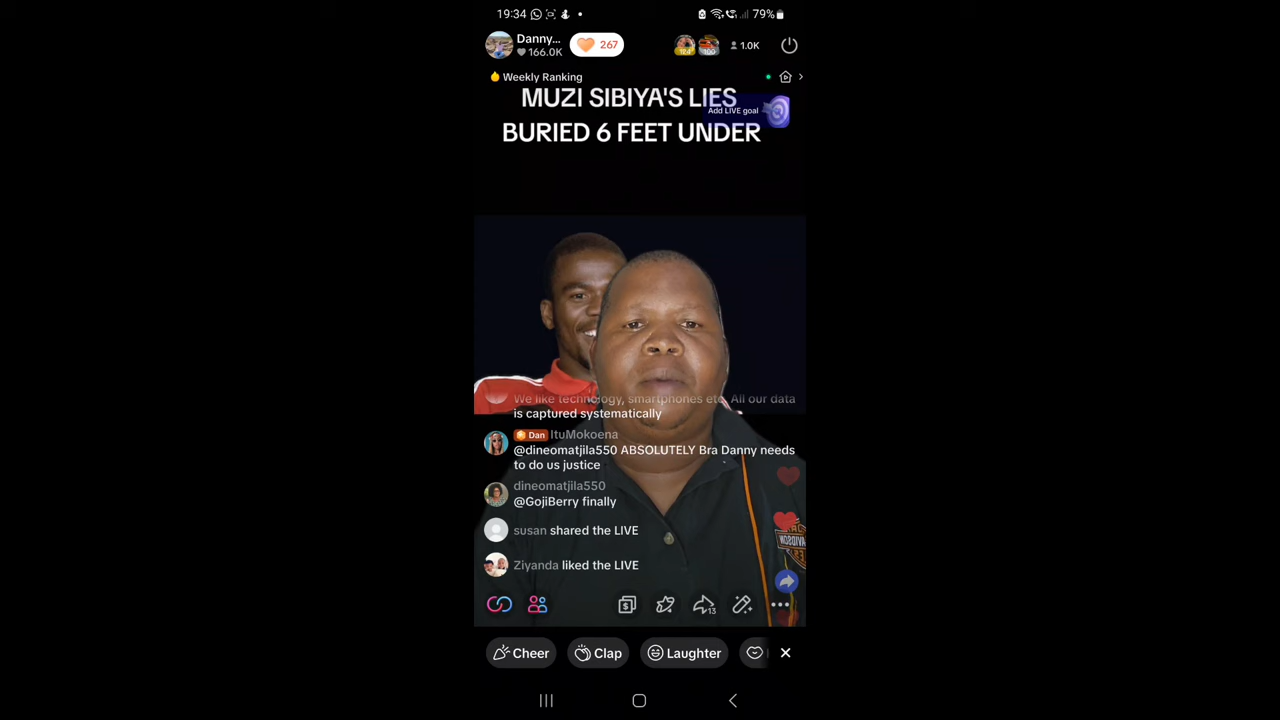 19:34
79%
Danny...
166.0K
267
1.0K
Weekly Ranking
MUZI SIBIYA'S LIES
Add LIVE goal
BURIED 6 FEET UNDER
We like technology, smartphones etc. All our data
is captured systematically
Dan ItuMokoena
@dineomatjila550 ABSOLUTELY Bra Danny needs
to do us justice
dineomatjila550
@GojiBerry finally
susan shared the LIVE
Ziyanda liked the LIVE
13
Cheer
Clap
Laughter